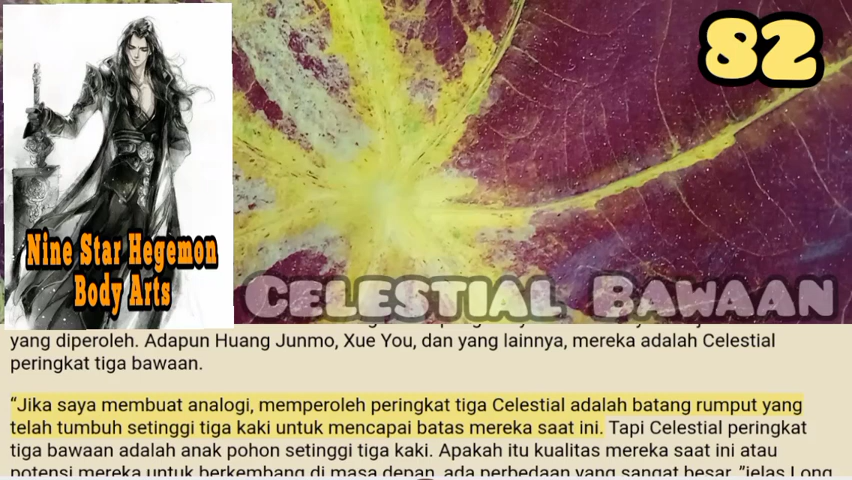 82
Nine Star Hegemon
Body Arts
Celestial Bawaan
yang diperoleh. Adapun Huang Junmo, Xue You, dan yang lainnya, mereka adalah Celestial
peringkat tiga bawaan.
“Jika saya membuat analogi, memperoleh peringkat tiga Celestial adalah batang rumput yang
telah tumbuh setinggi tiga kaki untuk mencapai batas mereka saat ini. Tapi Celestial peringkat
tiga bawaan adalah anak pohon setinggi tiga kaki. Apakah itu kualitas mereka saat ini atau
potensi mereka untuk berkembang di masa depan, ada perbedaan yang sangat besar. ”jelas Long